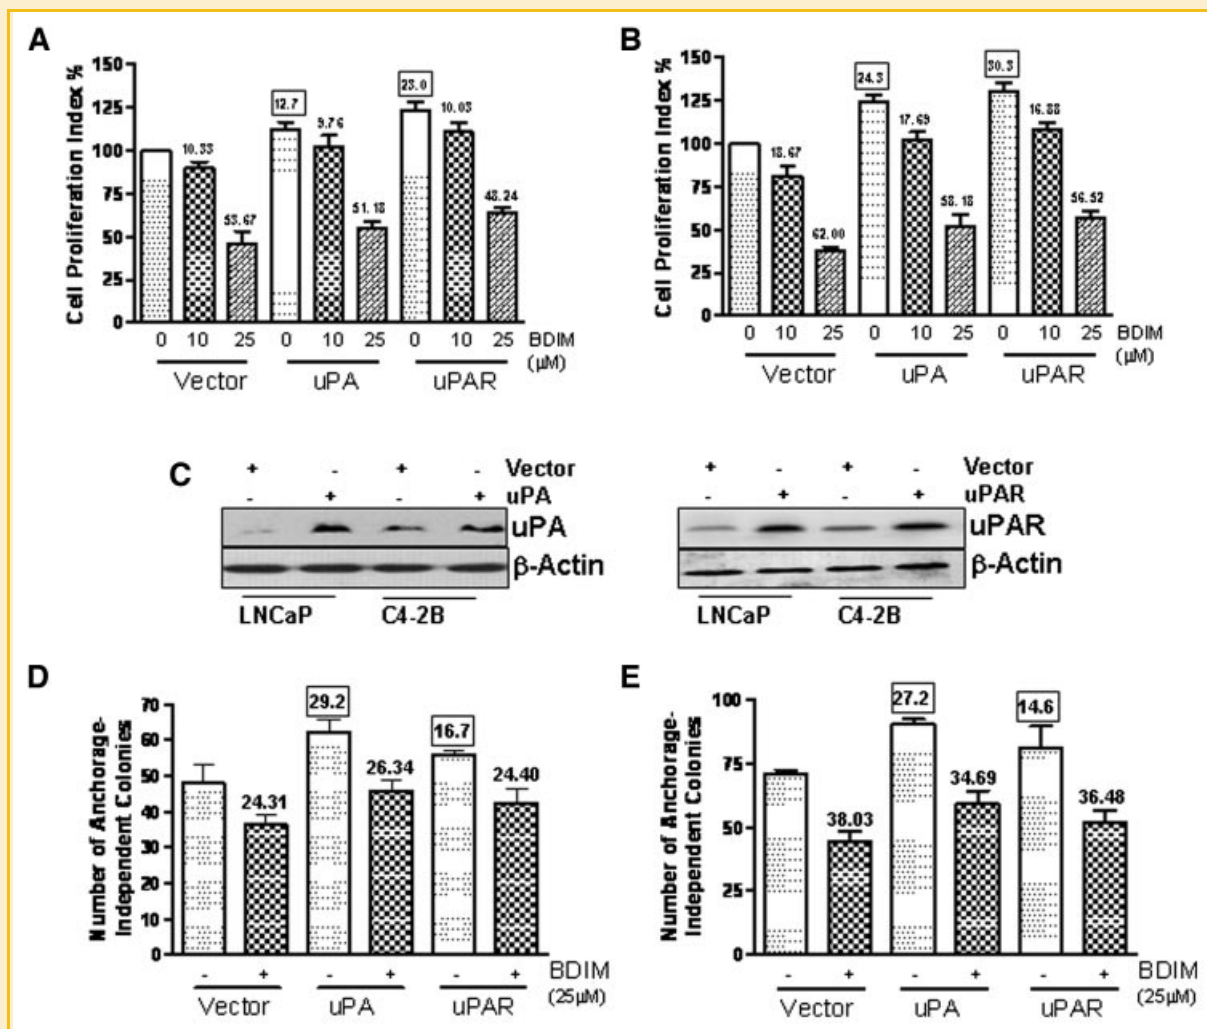 A
Cell Proliferation Index %
150
125
100
75
50
25
0
10.33
53.67
12.7
9.76
51.18
23.0
10.03
48.24
0 10 25 0 10 25 0 10 25 BDIM
(µM)
Vector uPA uPAR
B
Cell Proliferation Index %
150
125
100
75
50
25
0
18.67
62.00
24.3
17.69
58.18
30.3
16.88
56.52
0 10 25 0 10 25 0 10 25 BDIM
(µM)
Vector uPA uPAR
C
+ - + - Vector
- + - + uPA
uPA
β-Actin
LNCaP C4-2B
+ - + - Vector
- + - + uPAR
uPAR
β-Actin
LNCaP C4-2B
D
Number of Anchorage-
Independent Colonies
70
60
50
40
30
20
10
0
24.31
29.2
26.34
16.7
24.40
- + - + - + BDIM
(25µM)
Vector uPA uPAR
E
Number of Anchorage-
Independent Colonies
100
75
50
25
0
38.03
27.2
34.69
14.6
36.48
- + - + - + BDIM
(25µM)
Vector uPA uPAR